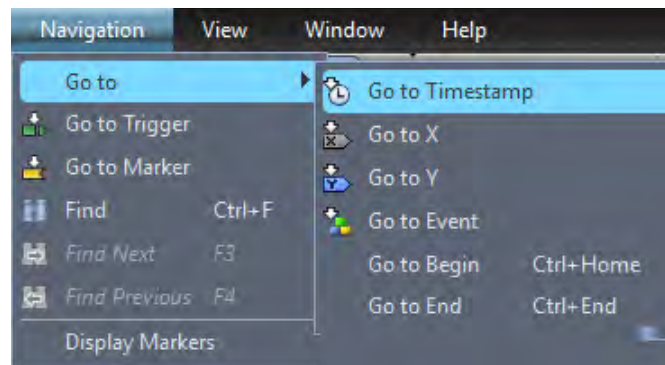 Navigation View Window Help
Go to
Go to Trigger
Go to Marker
Find Ctrl+F
Find Next F3
Find Previous F4
Display Markers
Go to Timestamp
X Go to X
Y Go to Y
Go to Event
Go to Begin Ctrl+Home
Go to End Ctrl+End